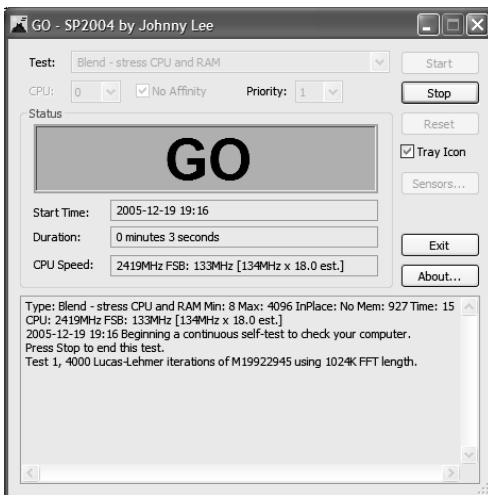 GO - SP2004 by Johnny Lee
Test: Blend - stress CPU and RAM Start
CPU: 0 No Affinity Priority: 1 Stop
Status Reset
GO
Tray Icon
Sensors...
Start Time: 2005-12-19 19:16
Duration: 0 minutes 3 seconds Exit
CPU Speed: 2419MHz FSB: 133MHz [134MHz x 18.0 est.] About...
Type: Blend - stress CPU and RAM Min: 8 Max: 4096 InPlace: No Mem: 927 Time: 15
CPU: 2419MHz FSB: 133MHz [134MHz x 18.0 est.]
2005-12-19 19:16 Beginning a continuous self-test to check your computer.
Press Stop to end this test.
Test 1, 4000 Lucas-Lehmer iterations of M19922945 using 1024K FFT length.